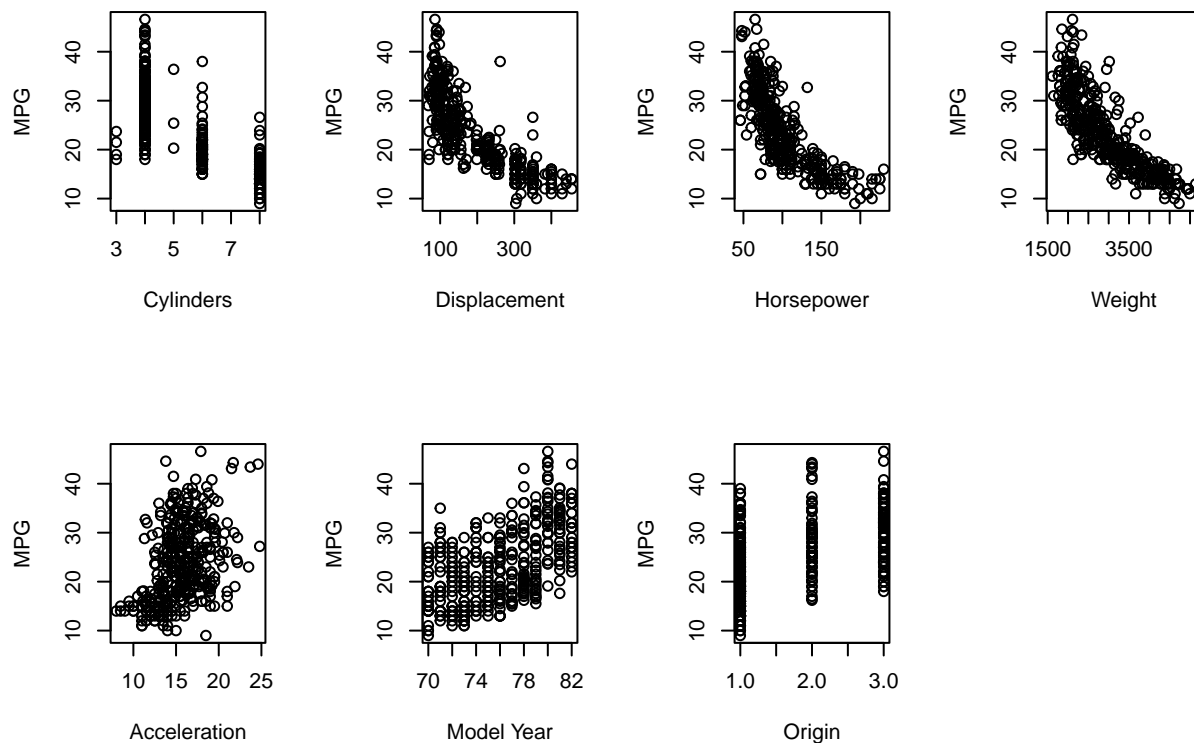 MPG
10 20 30 40
3 5 7
Cylinders
MPG
10 20 30 40
100 300
Displacement
MPG
10 20 30 40
50 150
Horsepower
MPG
10 20 30 40
1500 3500
Weight
MPG
10 20 30 40
10 15 20 25
Acceleration
MPG
10 20 30 40
70 74 78 82
Model Year
MPG
10 20 30 40
1.0 2.0 3.0
Origin